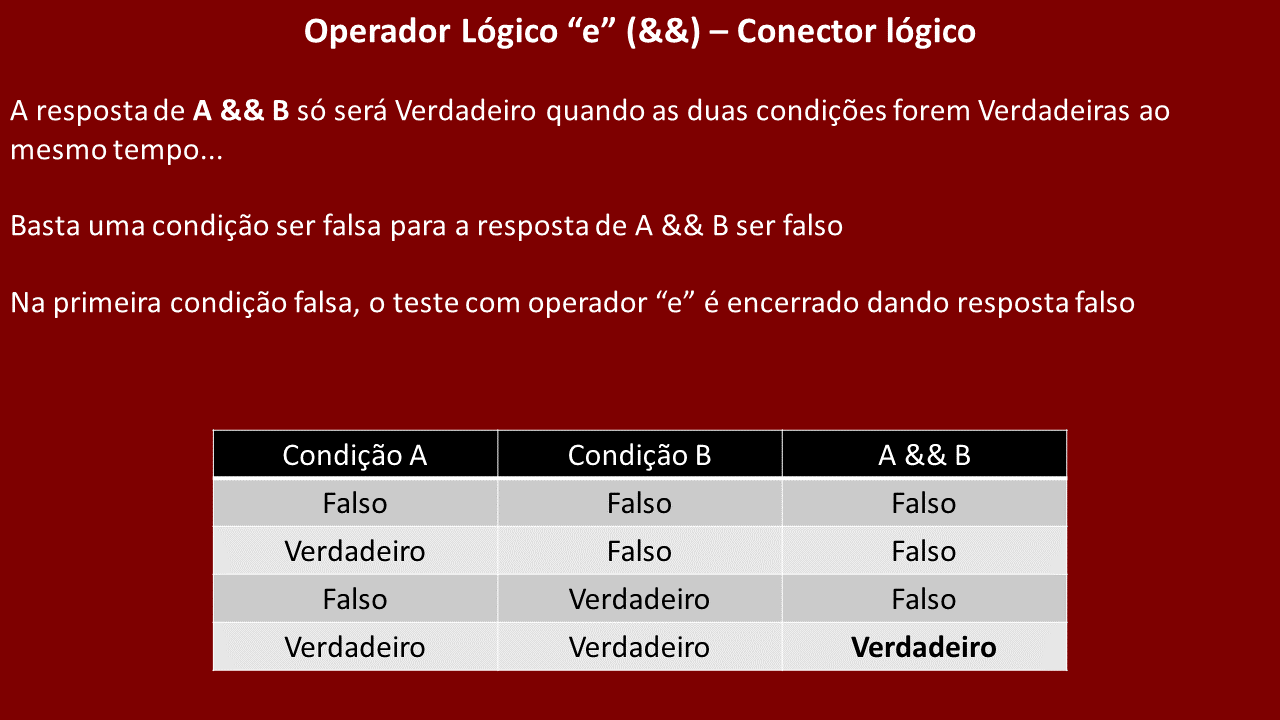 Operador Lógico “e” (&&) – Conector lógico
A resposta de A && B só será Verdadeiro quando as duas condições forem Verdadeiras ao
mesmo tempo...
Basta uma condição ser falsa para a resposta de A && B ser falso
Na primeira condição falsa, o teste com operador “e” é encerrado dando resposta falso
Condição A Condição B A && B
Falso Falso Falso
Verdadeiro Falso Falso
Falso Verdadeiro Falso
Verdadeiro Verdadeiro Verdadeiro